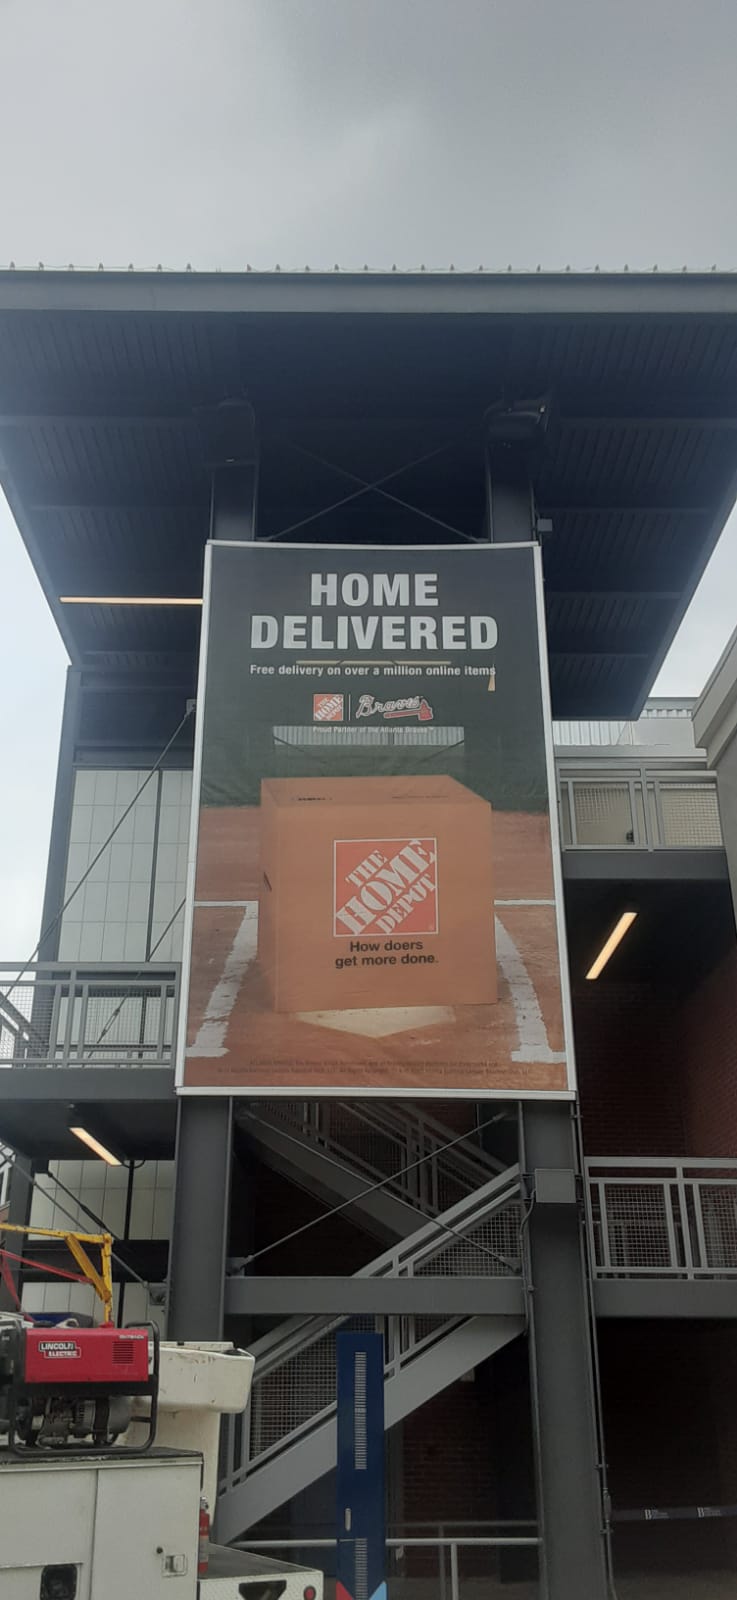 HOME
DELIVERED
Free delivery on over a million online items
THE
HOME
DEPOT
Braves
Proud Partner of the Atlanta Braves™
THE
HOME
DEPOT
How doers
get more done.
LINCOLN
ELECTRIC